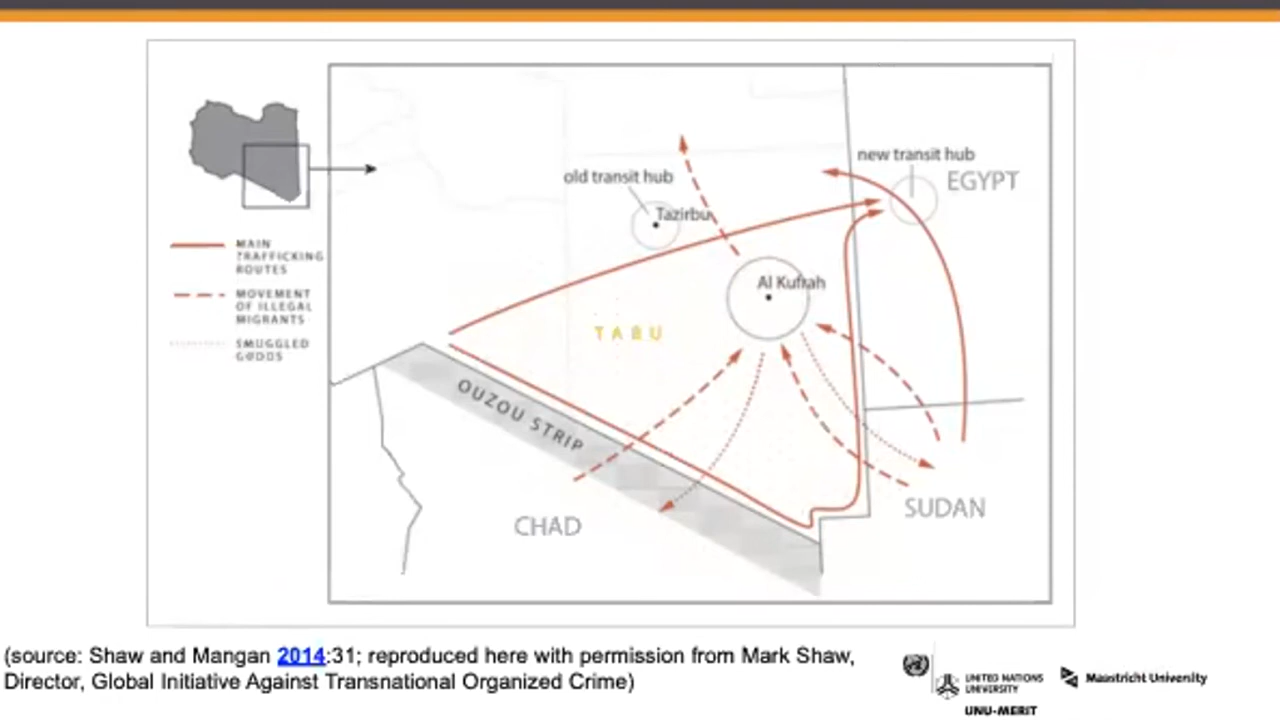 old transit hub
new transit hub
EGYPT
Tazirbu
MAIN
TRAFFICKING
ROUTES
Al Kufrah
MOVEMENT
OF ILLEGAL
MIGRANTS
TABU
SMUGGLED
GOODS
OUZOU STRIP
SUDAN
CHAD
(source: Shaw and Mangan 2014:31; reproduced here with permission from Mark Shaw,
Director, Global Initiative Against Transnational Organized Crime)
UNITED NATIONS
UNIVERSITY
UNU-MERIT
Maastricht University